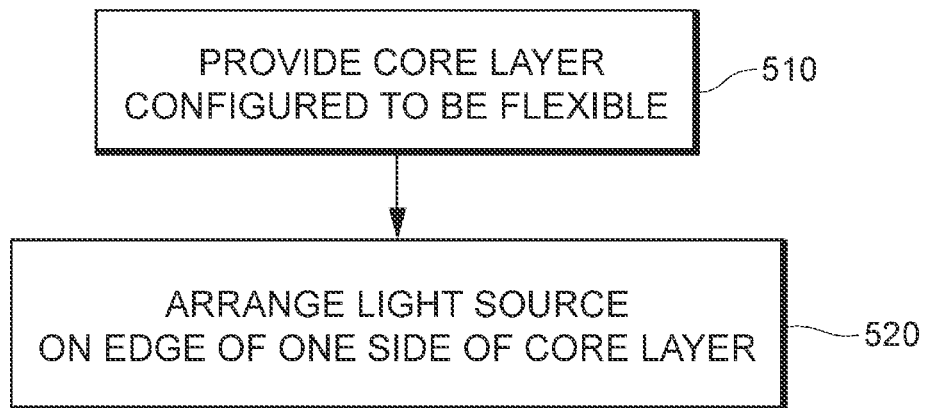 PROVIDE CORE LAYER
CONFIGURED TO BE FLEXIBLE
510
ARRANGE LIGHT SOURCE
ON EDGE OF ONE SIDE OF CORE LAYER
520